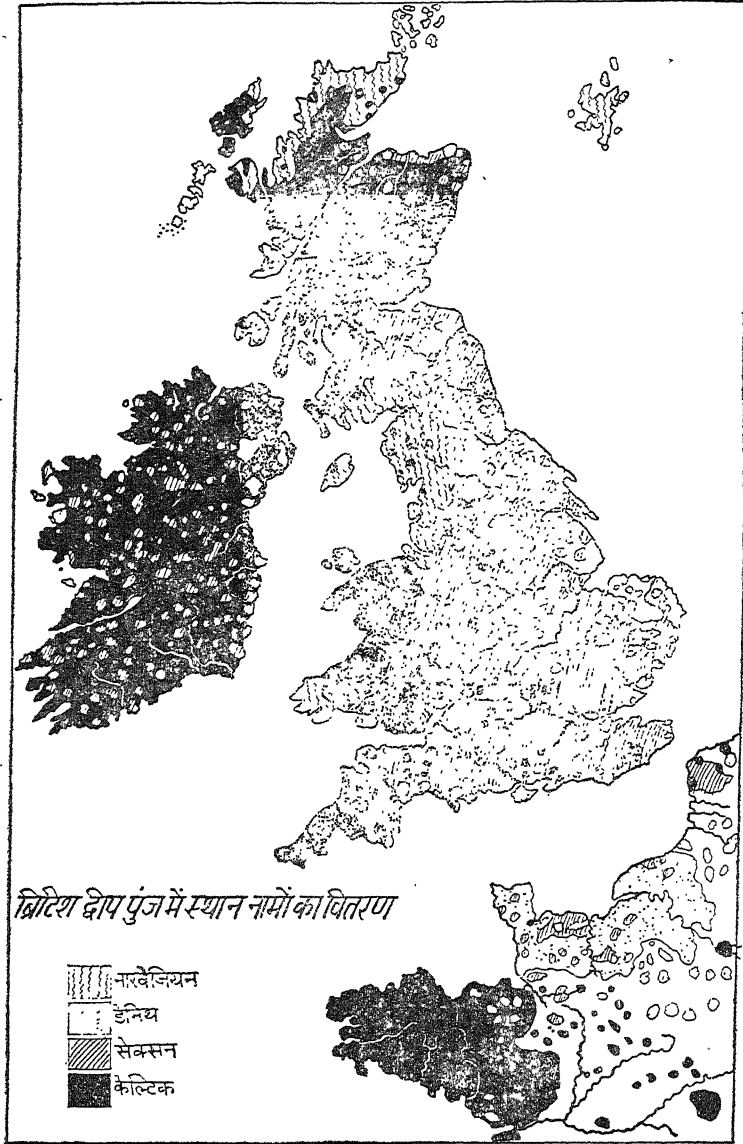 ब्रिटिश द्वीप पुंज में स्थान नामों का वितरण
नारवेजियन
डेनिथ
सेक्सन
केल्टिक